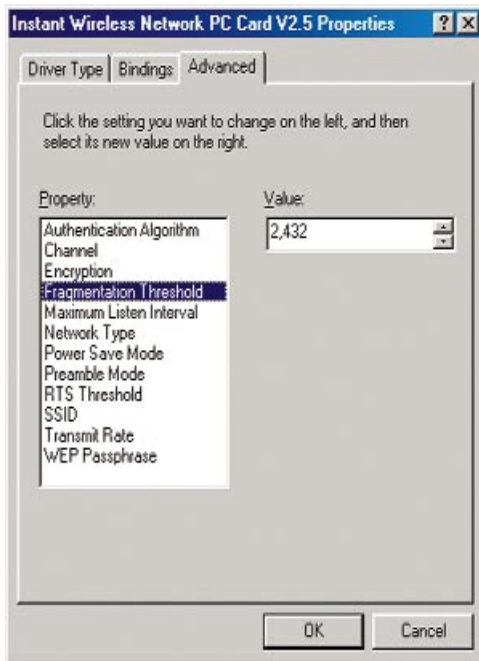 Instant Wireless Network PC Card V2.5 Properties
Driver Type
Bindings
Advanced
Click the setting you want to change on the left, and then
select its new value on the right.
Property:
Value:
Authentication Algorithm
Channel
Encryption
Fragmentation Threshold
Maximum Listen Interval
Network Type
Power Save Mode
Preamble Mode
RTS Threshold
SSID
Transmit Rate
WEP Passphrase
2,432
OK
Cancel